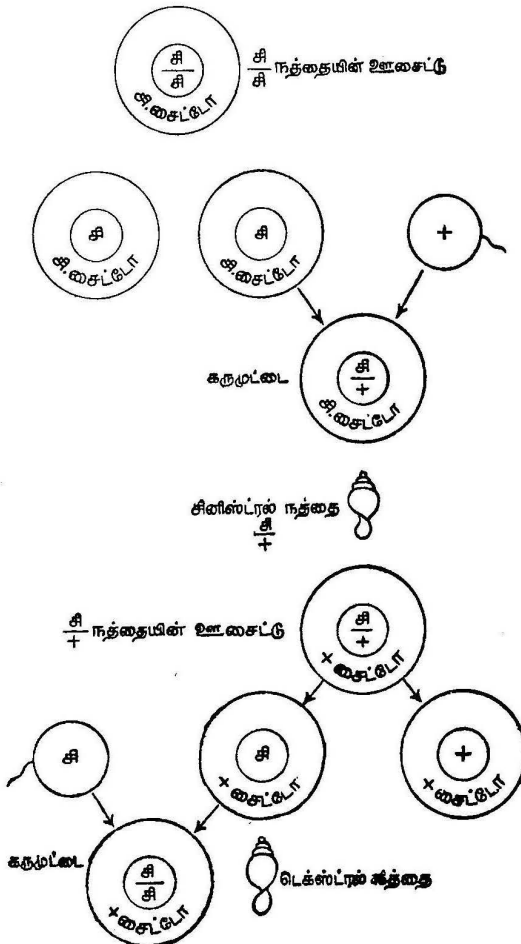 சி
சி
சி.சைட்டோ
சி
சி நத்தையின் ஊசைட்டு
சி
சி.சைட்டோ
சி
சி.சைட்டோ
+
கருமுட்டை
சி
+
சி.சைட்டோ
சினிஸ்ட்ரல் நத்தை
சி
+
சி
+ நத்தையின் ஊசைட்டு
சி
+
+சைட்டோ
சி
சி
+சைட்டோ
+
+சைட்டோ
கருமுட்டை
சி
சி
+சைட்டோ
டெக்ஸ்ட்ரல் நத்தை